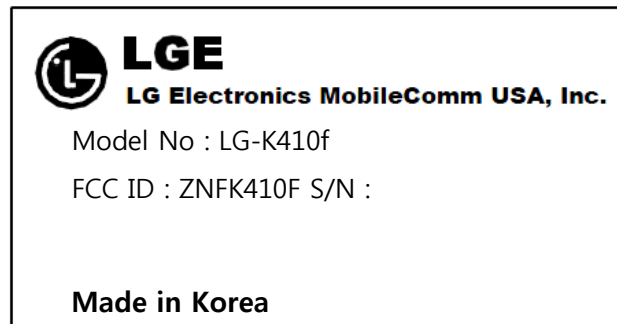 LGE
LG Electronics MobileComm USA, Inc.
Model No : LG-K410f
FCC ID : ZNFK410F S/N :
Made in Korea